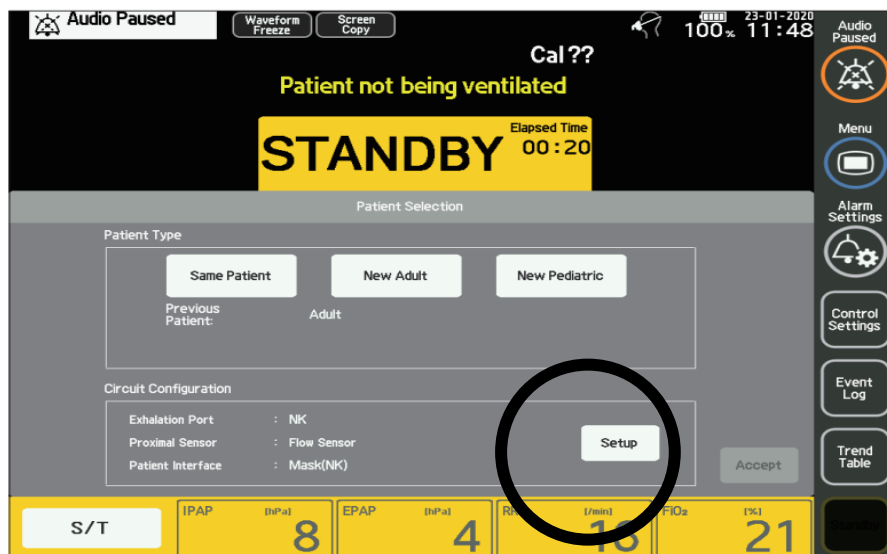 Audio Paused
Waveform
Freeze
Screen
Copy
100%
23-01-2020
11:48
Audio
Paused
Cal ??
Patient not being ventilated
STANDBY
Elapsed Time
00:20
Menu
Patient Selection
Alarm
Settings
Patient Type
Same Patient
New Adult
New Pediatric
Previous
Patient:
Adult
Control
Settings
Circuit Configuration
Event
Log
Exhalation Port : NK
Proximal Sensor : Flow Sensor
Setup
Patient Interface : Mask(NK)
Accept
Trend
Table
S/T
IPAP [hPa]
8
EPAP [hPa]
4
[/min]
FiO₂ [%]
21
Standby